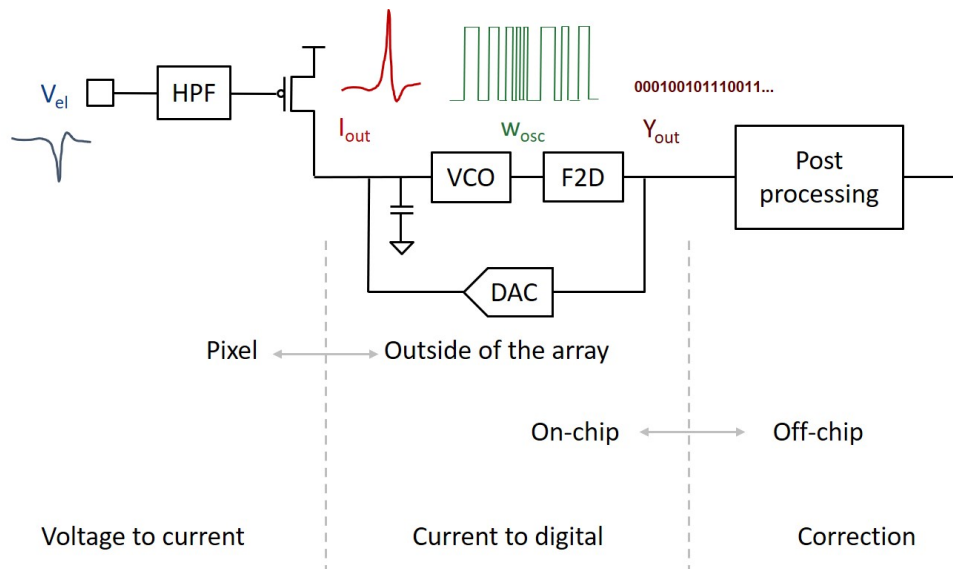 V_el
HPF
I_out
w_osc
000100101110011...
Y_out
VCO
F2D
Post
processing
DAC
Pixel
Outside of the array
On-chip
Off-chip
Voltage to current
Current to digital
Correction